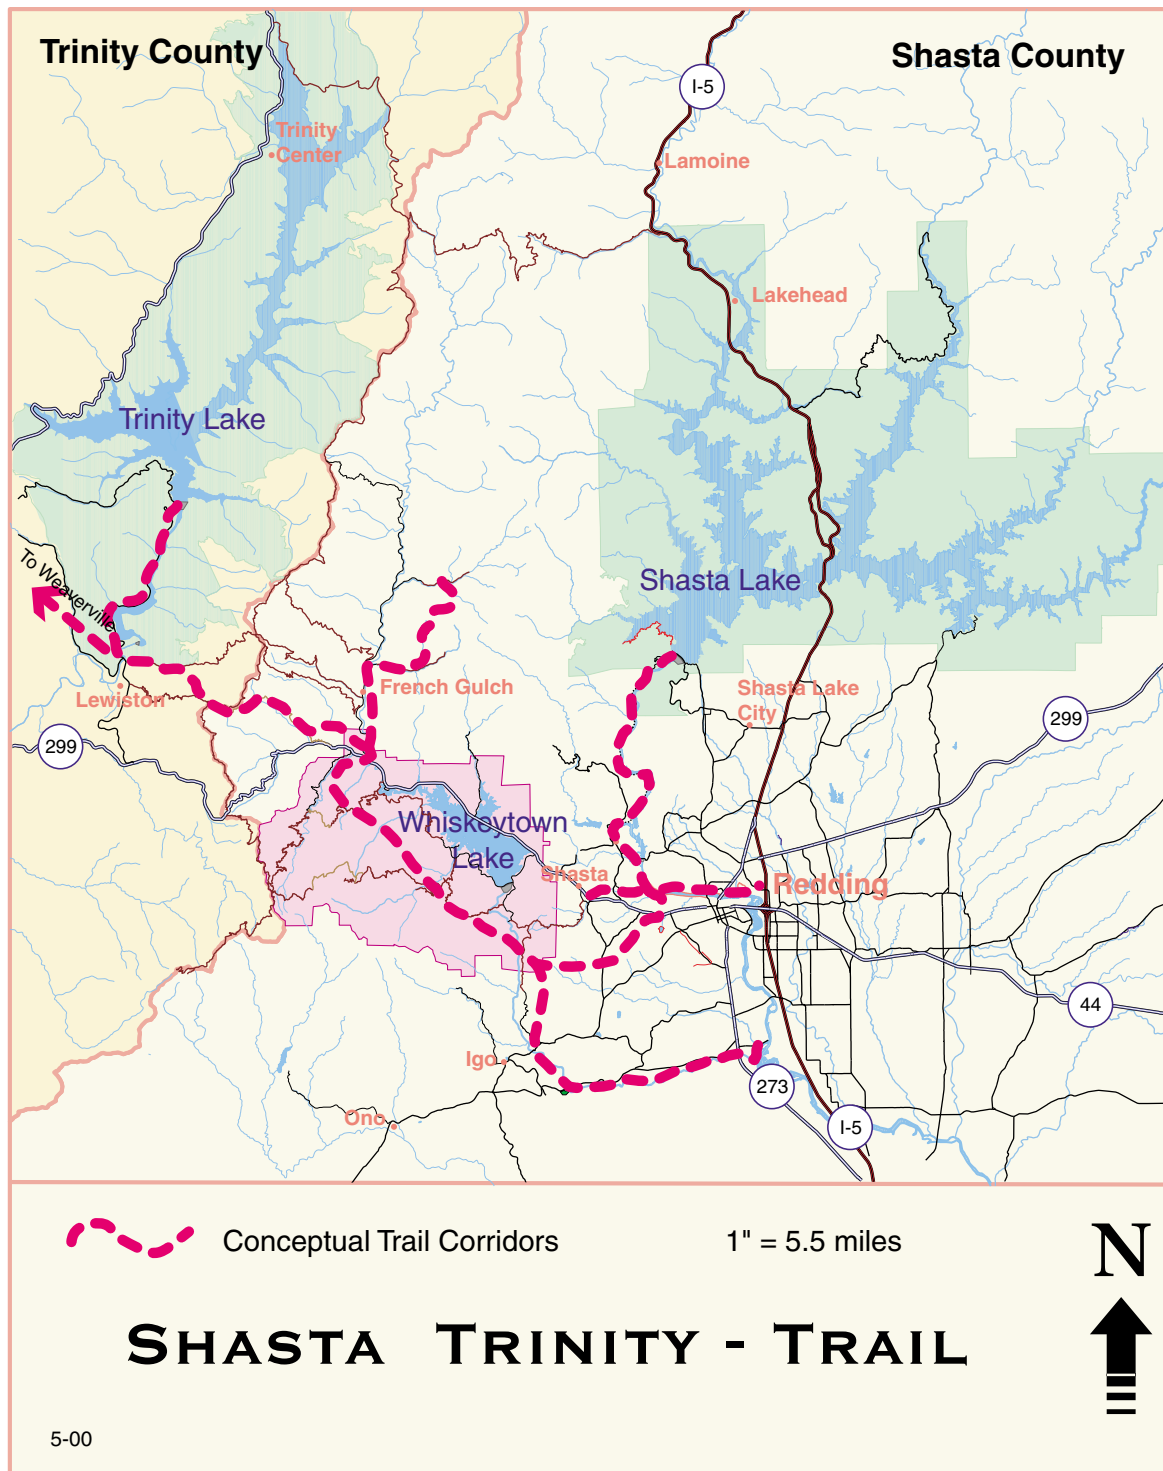 Trinity County
Shasta County
I-5
Trinity
Center
Lamoine
Lakehead
Trinity Lake
Shasta Lake
To Weaverville
Lewiston
French Gulch
Shasta Lake
City
299
299
Whiskeytown
Lake
Shasta
Redding
44
Igo
273
Ono
I-5
Conceptual Trail Corridors
1" = 5.5 miles
N
SHASTA TRINITY - TRAIL
5-00